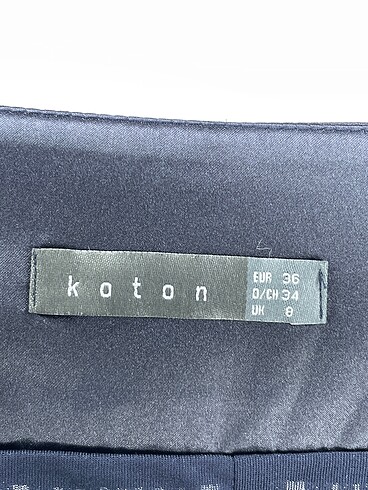 koton
EUR 36
D/CH 34
UK 8